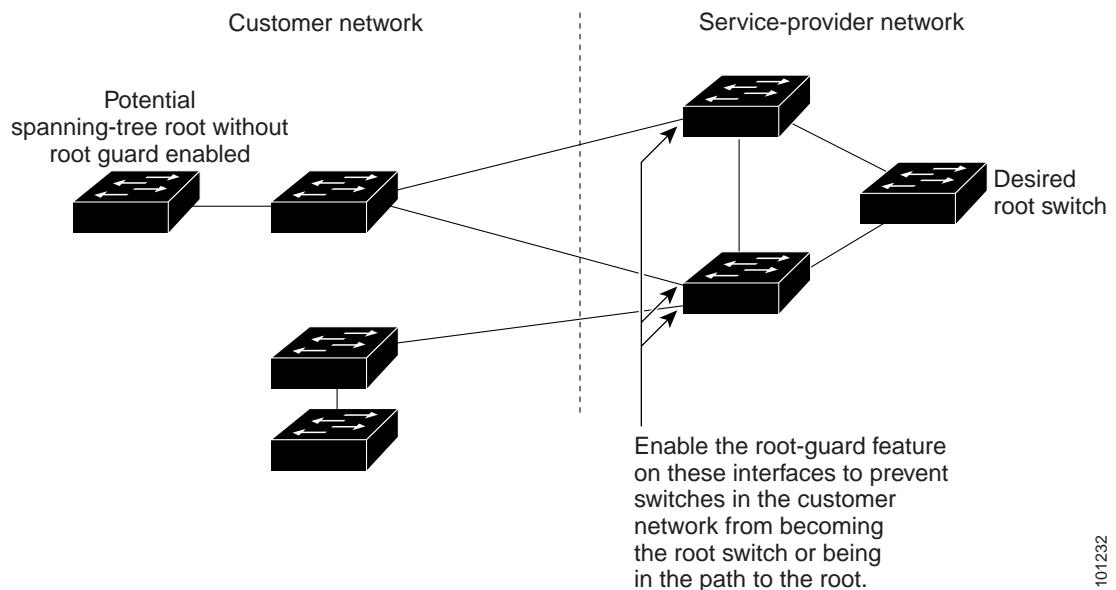 Customer network
Service-provider network
Potential
spanning-tree root without
root guard enabled
Desired
root switch
Enable the root-guard feature
on these interfaces to prevent
switches in the customer
network from becoming
the root switch or being
in the path to the root.
101232